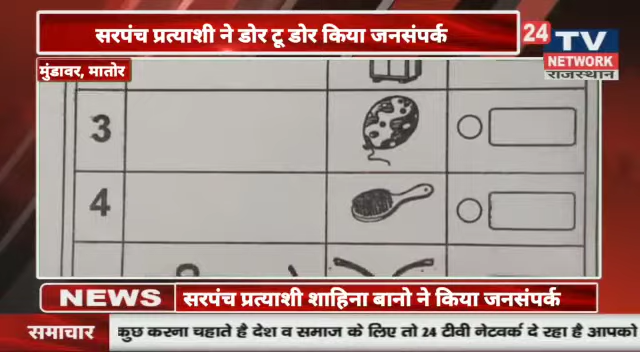 सरपंच प्रत्याशी ने डोर टू डोर किया जनसंपर्क
24
TV
NETWORK
राजस्थान
मुंडावर, मातोर
3
4
NEWS
सरपंच प्रत्याशी शाहिना बानो ने किया जनसंपर्क
समाचार
कुछ करना चहाते है देश व समाज के लिए तो 24 टीवी नेटवर्क दे रहा है आपको